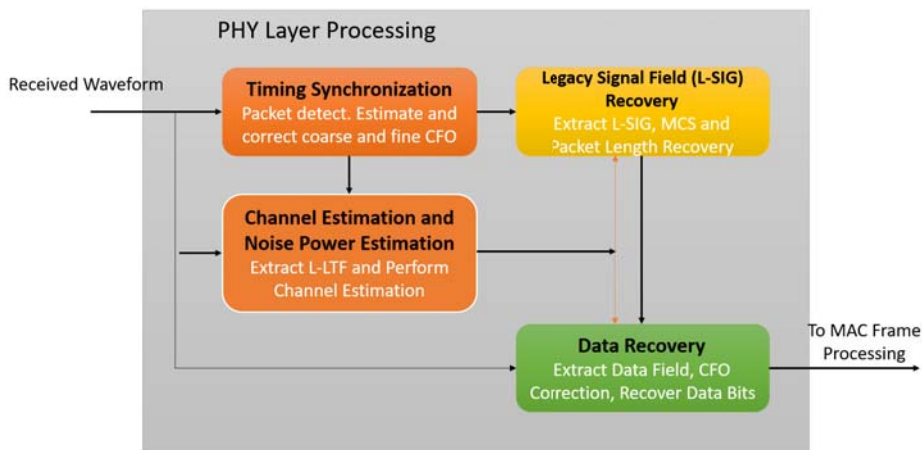 PHY Layer Processing
Received Waveform
Timing Synchronization
Packet detect. Estimate and
correct coarse and fine CFO
Legacy Signal Field (L-SIG)
Recovery
Extract L-SIG, MCS and
Packet Length Recovery
Channel Estimation and
Noise Power Estimation
Extract L-LTF and Perform
Channel Estimation
Data Recovery
Extract Data Field, CFO
Correction, Recover Data Bits
To MAC Frame
Processing